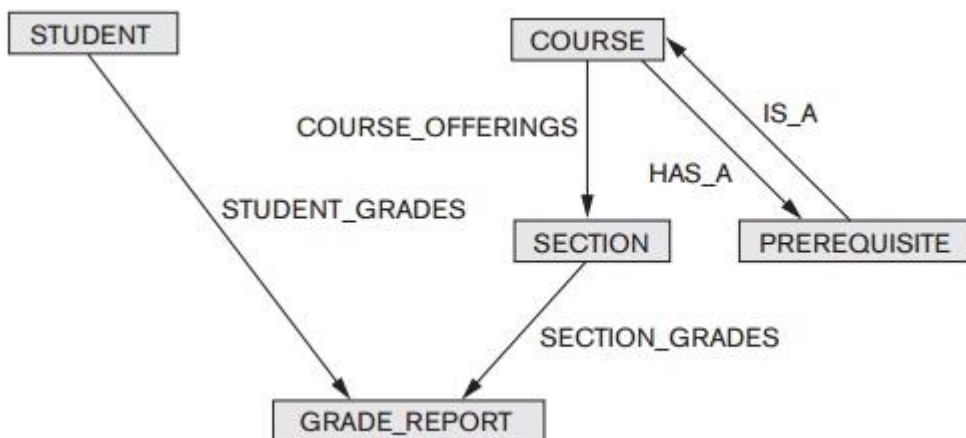 STUDENT
COURSE
COURSE_OFFERINGS
IS_A
HAS_A
STUDENT_GRADES
SECTION
PREREQUISITE
SECTION_GRADES
GRADE_REPORT